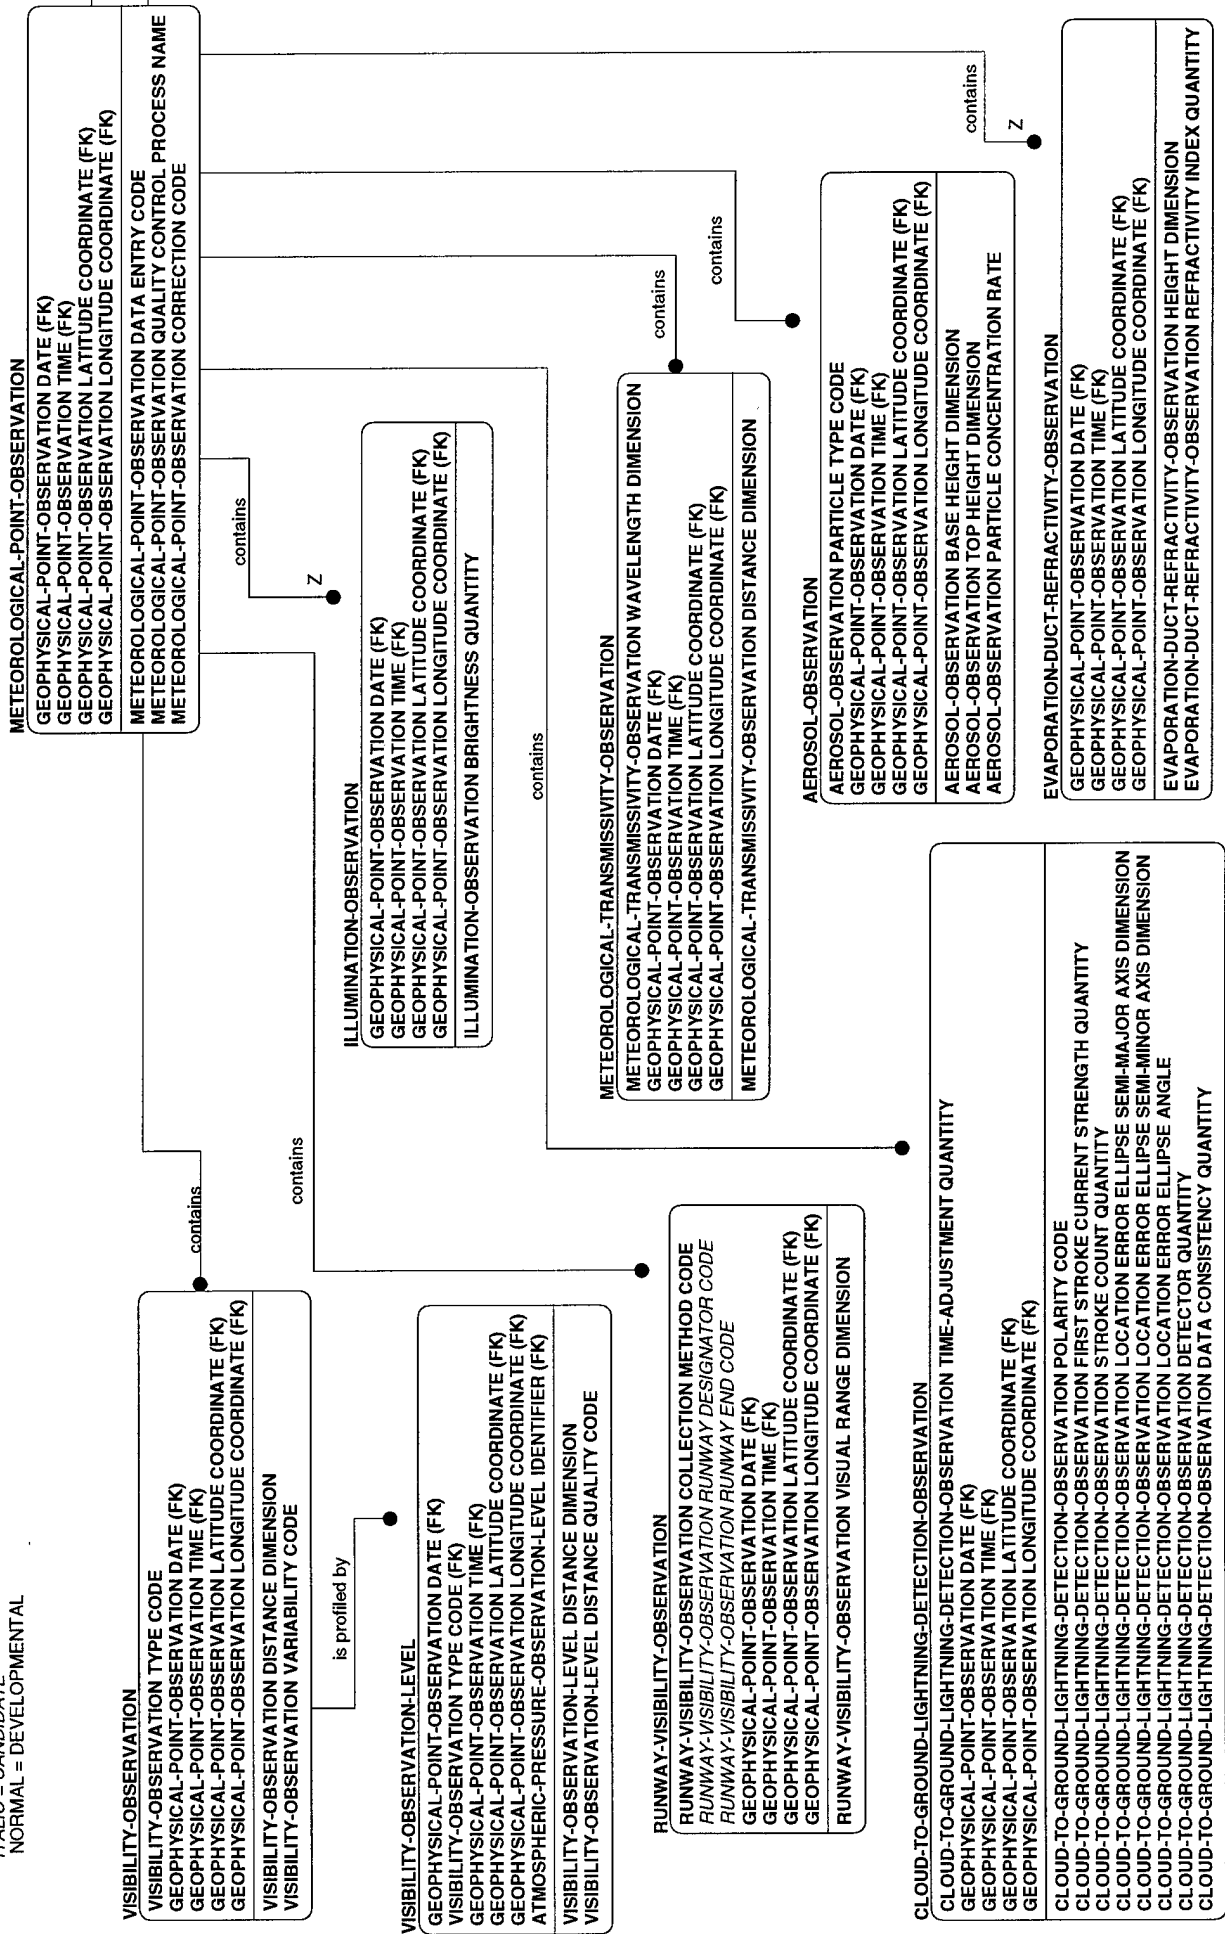 ITALIC = CANDIDATE
NORMAL = DEVELOPMENTAL
METEOROLOGICAL-POINT-OBSERVATION
GEOPHYSICAL-POINT-OBSERVATION DATE (FK)
GEOPHYSICAL-POINT-OBSERVATION TIME (FK)
GEOPHYSICAL-POINT-OBSERVATION LATITUDE COORDINATE (FK)
GEOPHYSICAL-POINT-OBSERVATION LONGITUDE COORDINATE (FK)
METEOROLOGICAL-POINT-OBSERVATION DATA ENTRY CODE
METEOROLOGICAL-POINT-OBSERVATION QUALITY CONTROL PROCESS NAME
METEOROLOGICAL-POINT-OBSERVATION CORRECTION CODE
VISIBILITY-OBSERVATION
VISIBILITY-OBSERVATION TYPE CODE
GEOPHYSICAL-POINT-OBSERVATION DATE (FK)
GEOPHYSICAL-POINT-OBSERVATION TIME (FK)
GEOPHYSICAL-POINT-OBSERVATION LATITUDE COORDINATE (FK)
GEOPHYSICAL-POINT-OBSERVATION LONGITUDE COORDINATE (FK)
VISIBILITY-OBSERVATION DISTANCE DIMENSION
VISIBILITY-OBSERVATION VARIABILITY CODE
contains
is profiled by
contains
contains
Z
VISIBILITY-OBSERVATION-LEVEL
GEOPHYSICAL-POINT-OBSERVATION DATE (FK)
VISIBILITY-OBSERVATION TYPE CODE (FK)
GEOPHYSICAL-POINT-OBSERVATION TIME (FK)
GEOPHYSICAL-POINT-OBSERVATION LATITUDE COORDINATE (FK)
GEOPHYSICAL-POINT-OBSERVATION LONGITUDE COORDINATE (FK)
ATMOSPHERIC-PRESSURE-OBSERVATION-LEVEL IDENTIFIER (FK)
VISIBILITY-OBSERVATION-LEVEL DISTANCE DIMENSION
VISIBILITY-OBSERVATION-LEVEL DISTANCE QUALITY CODE
ILLUMINATION-OBSERVATION
GEOPHYSICAL-POINT-OBSERVATION DATE (FK)
GEOPHYSICAL-POINT-OBSERVATION TIME (FK)
GEOPHYSICAL-POINT-OBSERVATION LATITUDE COORDINATE (FK)
GEOPHYSICAL-POINT-OBSERVATION LONGITUDE COORDINATE (FK)
ILLUMINATION-OBSERVATION BRIGHTNESS QUANTITY
contains
contains
contains
contains
Z
RUNWAY-VISIBILITY-OBSERVATION
RUNWAY-VISIBILITY-OBSERVATION COLLECTION METHOD CODE
RUNWAY-VISIBILITY-OBSERVATION RUNWAY DESIGNATOR CODE
RUNWAY-VISIBILITY-OBSERVATION RUNWAY END CODE
GEOPHYSICAL-POINT-OBSERVATION DATE (FK)
GEOPHYSICAL-POINT-OBSERVATION TIME (FK)
GEOPHYSICAL-POINT-OBSERVATION LATITUDE COORDINATE (FK)
GEOPHYSICAL-POINT-OBSERVATION LONGITUDE COORDINATE (FK)
RUNWAY-VISIBILITY-OBSERVATION VISUAL RANGE DIMENSION
METEOROLOGICAL-TRANSMISSIVITY-OBSERVATION
METEOROLOGICAL-TRANSMISSIVITY-OBSERVATION WAVELENGTH DIMENSION
GEOPHYSICAL-POINT-OBSERVATION DATE (FK)
GEOPHYSICAL-POINT-OBSERVATION TIME (FK)
GEOPHYSICAL-POINT-OBSERVATION LATITUDE COORDINATE (FK)
GEOPHYSICAL-POINT-OBSERVATION LONGITUDE COORDINATE (FK)
METEOROLOGICAL-TRANSMISSIVITY-OBSERVATION DISTANCE DIMENSION
AEROSOL-OBSERVATION
AEROSOL-OBSERVATION PARTICLE TYPE CODE
GEOPHYSICAL-POINT-OBSERVATION DATE (FK)
GEOPHYSICAL-POINT-OBSERVATION TIME (FK)
GEOPHYSICAL-POINT-OBSERVATION LATITUDE COORDINATE (FK)
GEOPHYSICAL-POINT-OBSERVATION LONGITUDE COORDINATE (FK)
AEROSOL-OBSERVATION BASE HEIGHT DIMENSION
AEROSOL-OBSERVATION TOP HEIGHT DIMENSION
AEROSOL-OBSERVATION PARTICLE CONCENTRATION RATE
CLOUD-TO-GROUND-LIGHTNING-DETECTION-OBSERVATION
CLOUD-TO-GROUND-LIGHTNING-DETECTION-OBSERVATION TIME-ADJUSTMENT QUANTITY
GEOPHYSICAL-POINT-OBSERVATION DATE (FK)
GEOPHYSICAL-POINT-OBSERVATION TIME (FK)
GEOPHYSICAL-POINT-OBSERVATION LATITUDE COORDINATE (FK)
GEOPHYSICAL-POINT-OBSERVATION LONGITUDE COORDINATE (FK)
CLOUD-TO-GROUND-LIGHTNING-DETECTION-OBSERVATION POLARITY CODE
CLOUD-TO-GROUND-LIGHTNING-DETECTION-OBSERVATION FIRST STROKE CURRENT STRENGTH QUANTITY
CLOUD-TO-GROUND-LIGHTNING-DETECTION-OBSERVATION STROKE COUNT QUANTITY
CLOUD-TO-GROUND-LIGHTNING-DETECTION-OBSERVATION LOCATION ERROR ELLIPSE SEMI-MAJOR AXIS DIMENSION
CLOUD-TO-GROUND-LIGHTNING-DETECTION-OBSERVATION LOCATION ERROR ELLIPSE SEMI-MINOR AXIS DIMENSION
CLOUD-TO-GROUND-LIGHTNING-DETECTION-OBSERVATION LOCATION ERROR ELLIPSE ANGLE
CLOUD-TO-GROUND-LIGHTNING-DETECTION-OBSERVATION DETECTOR QUANTITY
CLOUD-TO-GROUND-LIGHTNING-DETECTION-OBSERVATION DATA CONSISTENCY QUANTITY
EVAPORATION-DUCT-REFRACTIVITY-OBSERVATION
GEOPHYSICAL-POINT-OBSERVATION DATE (FK)
GEOPHYSICAL-POINT-OBSERVATION TIME (FK)
GEOPHYSICAL-POINT-OBSERVATION LATITUDE COORDINATE (FK)
GEOPHYSICAL-POINT-OBSERVATION LONGITUDE COORDINATE (FK)
EVAPORATION-DUCT-REFRACTIVITY-OBSERVATION HEIGHT DIMENSION
EVAPORATION-DUCT-REFRACTIVITY-OBSERVATION REFRACTIVITY INDEX QUANTITY